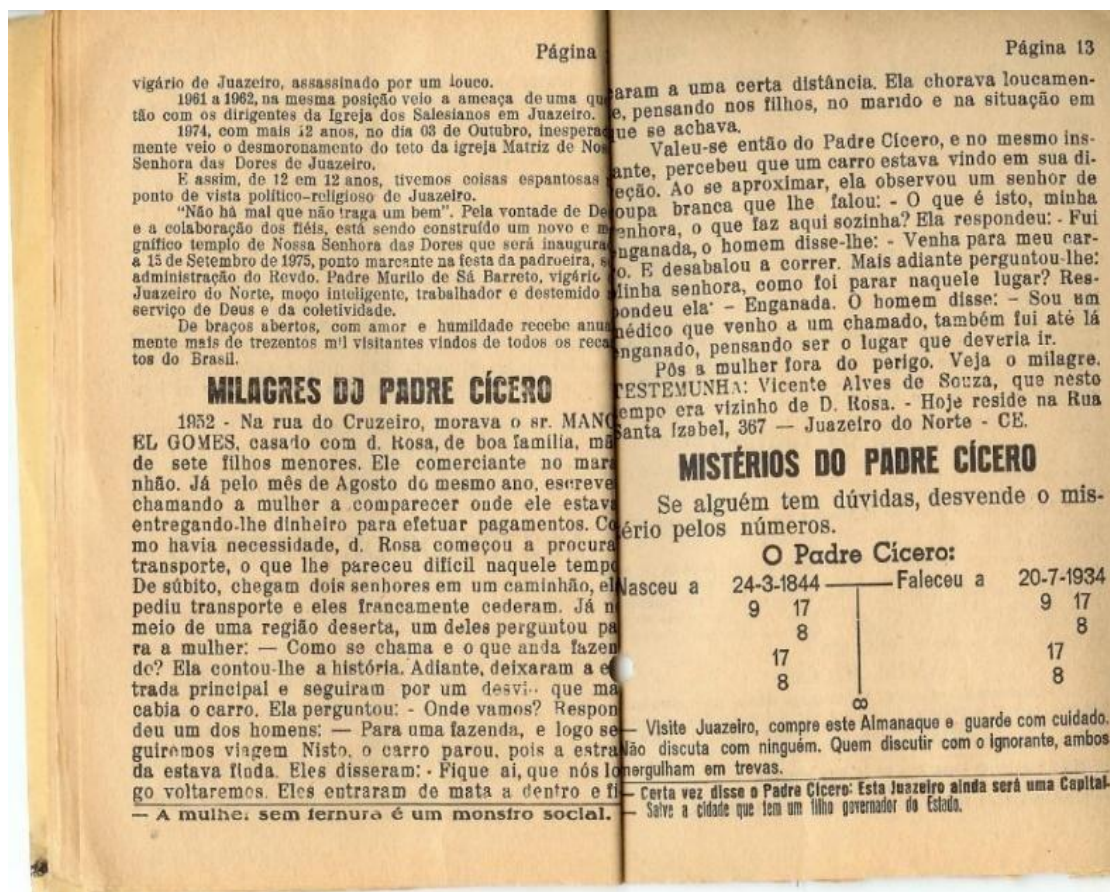 Página
vigário de Juazeiro, assassinado por um louco.
1961 a 1962, na mesma posição veio a ameaça de uma qu
tão com os dirigentes da Igreja dos Salesianos em Juazeiro.
1974, com mais 12 anos, no dia 03 de Outubro, inespera
mente veio o desmoronamento do teto da igreja Matriz de Nos
Senhora das Dores de Juazeiro.
E assim, de 12 em 12 anos, tivemos coisas espantosas
ponto de vista político-religioso de Juazeiro.
"Não há mal que não traga um bem". Pela vontade de De
e a colaboração dos fiéis, está sendo construído um novo e m
gnífico templo de Nossa Senhora das Dores que será inaugura
a 15 de Setembro de 1975, ponto marcante na festa da padroeira, s
administração do Revdo. Padre Murilo de Sá Barreto, vigário
Juazeiro do Norte, moço inteligente, trabalhador e destemido
serviço de Deus e da coletividade.
De braços abertos, com amor e humildade recebe anua
mente mais de trezentos mil visitantes vindos de todos os reca
tos do Brasil.
MILAGRES DO PADRE CÍCERO
1952 - Na rua do Cruzeiro, morava o sr. MANO
EL GOMES, casado com d. Rosa, de boa família, mã
de sete filhos menores. Ele comerciante no mara
nhão. Já pelo mês de Agosto do mesmo ano, escreve
chamando a mulher a comparecer onde ele estava
entregando-lhe dinheiro para efetuar pagamentos. Co
mo havia necessidade, d. Rosa começou a procura
transporte, o que lhe pareceu difícil naquele tempo
De súbito, chegam dois senhores em um caminhão, el
pediu transporte e eles francamente cederam. Já n
meio de uma região deserta, um deles perguntou pa
ra a mulher: — Como se chama e o que anda fazen
do? Ela contou-lhe a história. Adiante, deixaram a e
trada principal e seguiram por um desvi.. que ma
cabia o carro. Ela perguntou: - Onde vamos? Respon
deu um dos homens: — Para uma fazenda, e logo se
guiremos viagem Nisto, o carro parou, pois a estra
da estava finda. Eles disseram: - Fique ai, que nós lo
go voltaremos. Eles entraram de mata a dentro e fi
— A mulher sem ternura é um monstro social.
Página 13
aram a uma certa distância. Ela chorava loucamen-
e, pensando nos filhos, no marido e na situação em
ue se achava.
Valeu-se então do Padre Cícero, e no mesmo ins-
ante, percebeu que um carro estava vindo em sua di-
eção. Ao se aproximar, ela observou um senhor de
oupa branca que lhe falou: - O que é isto, minha
enhora, o que faz aqui sozinha? Ela respondeu: - Fui
nganada, o homem disse-lhe: - Venha para meu car-
o. E desabalou a correr. Mais adiante perguntou-lhe:
Minha senhora, como foi parar naquele lugar? Res-
pondeu ela: – Enganada. O homem disse: – Sou um
médico que venho a um chamado, também fui até lá
enganado, pensando ser o lugar que deveria ir.
Pôs a mulher fora do perigo. Veja o milagre.
TESTEMUNHA: Vicente Alves de Souza, que nesto
empo era vizinho de D. Rosa. - Hoje reside na Rua
Santa Izabel, 367 — Juazeiro do Norte - CE.
MISTÉRIOS DO PADRE CÍCERO
Se alguém tem dúvidas, desvende o mis-
ério pelos números.
O Padre Cícero:
Nasceu a 24-3-1844 — Faleceu a 20-7-1934
9 17 9 17
8 8
17 17
8 8
8
— Visite Juazeiro, compre este Almanaque e guarde com cuidado.
Não discuta com ninguém. Quem discutir com o ignorante, ambos
mergulham em trevas.
— Certa vez disse o Padre Cícero: Esta Juazeiro ainda será uma Capital.
— Salve a cidade que tem um filho governador do Estado.